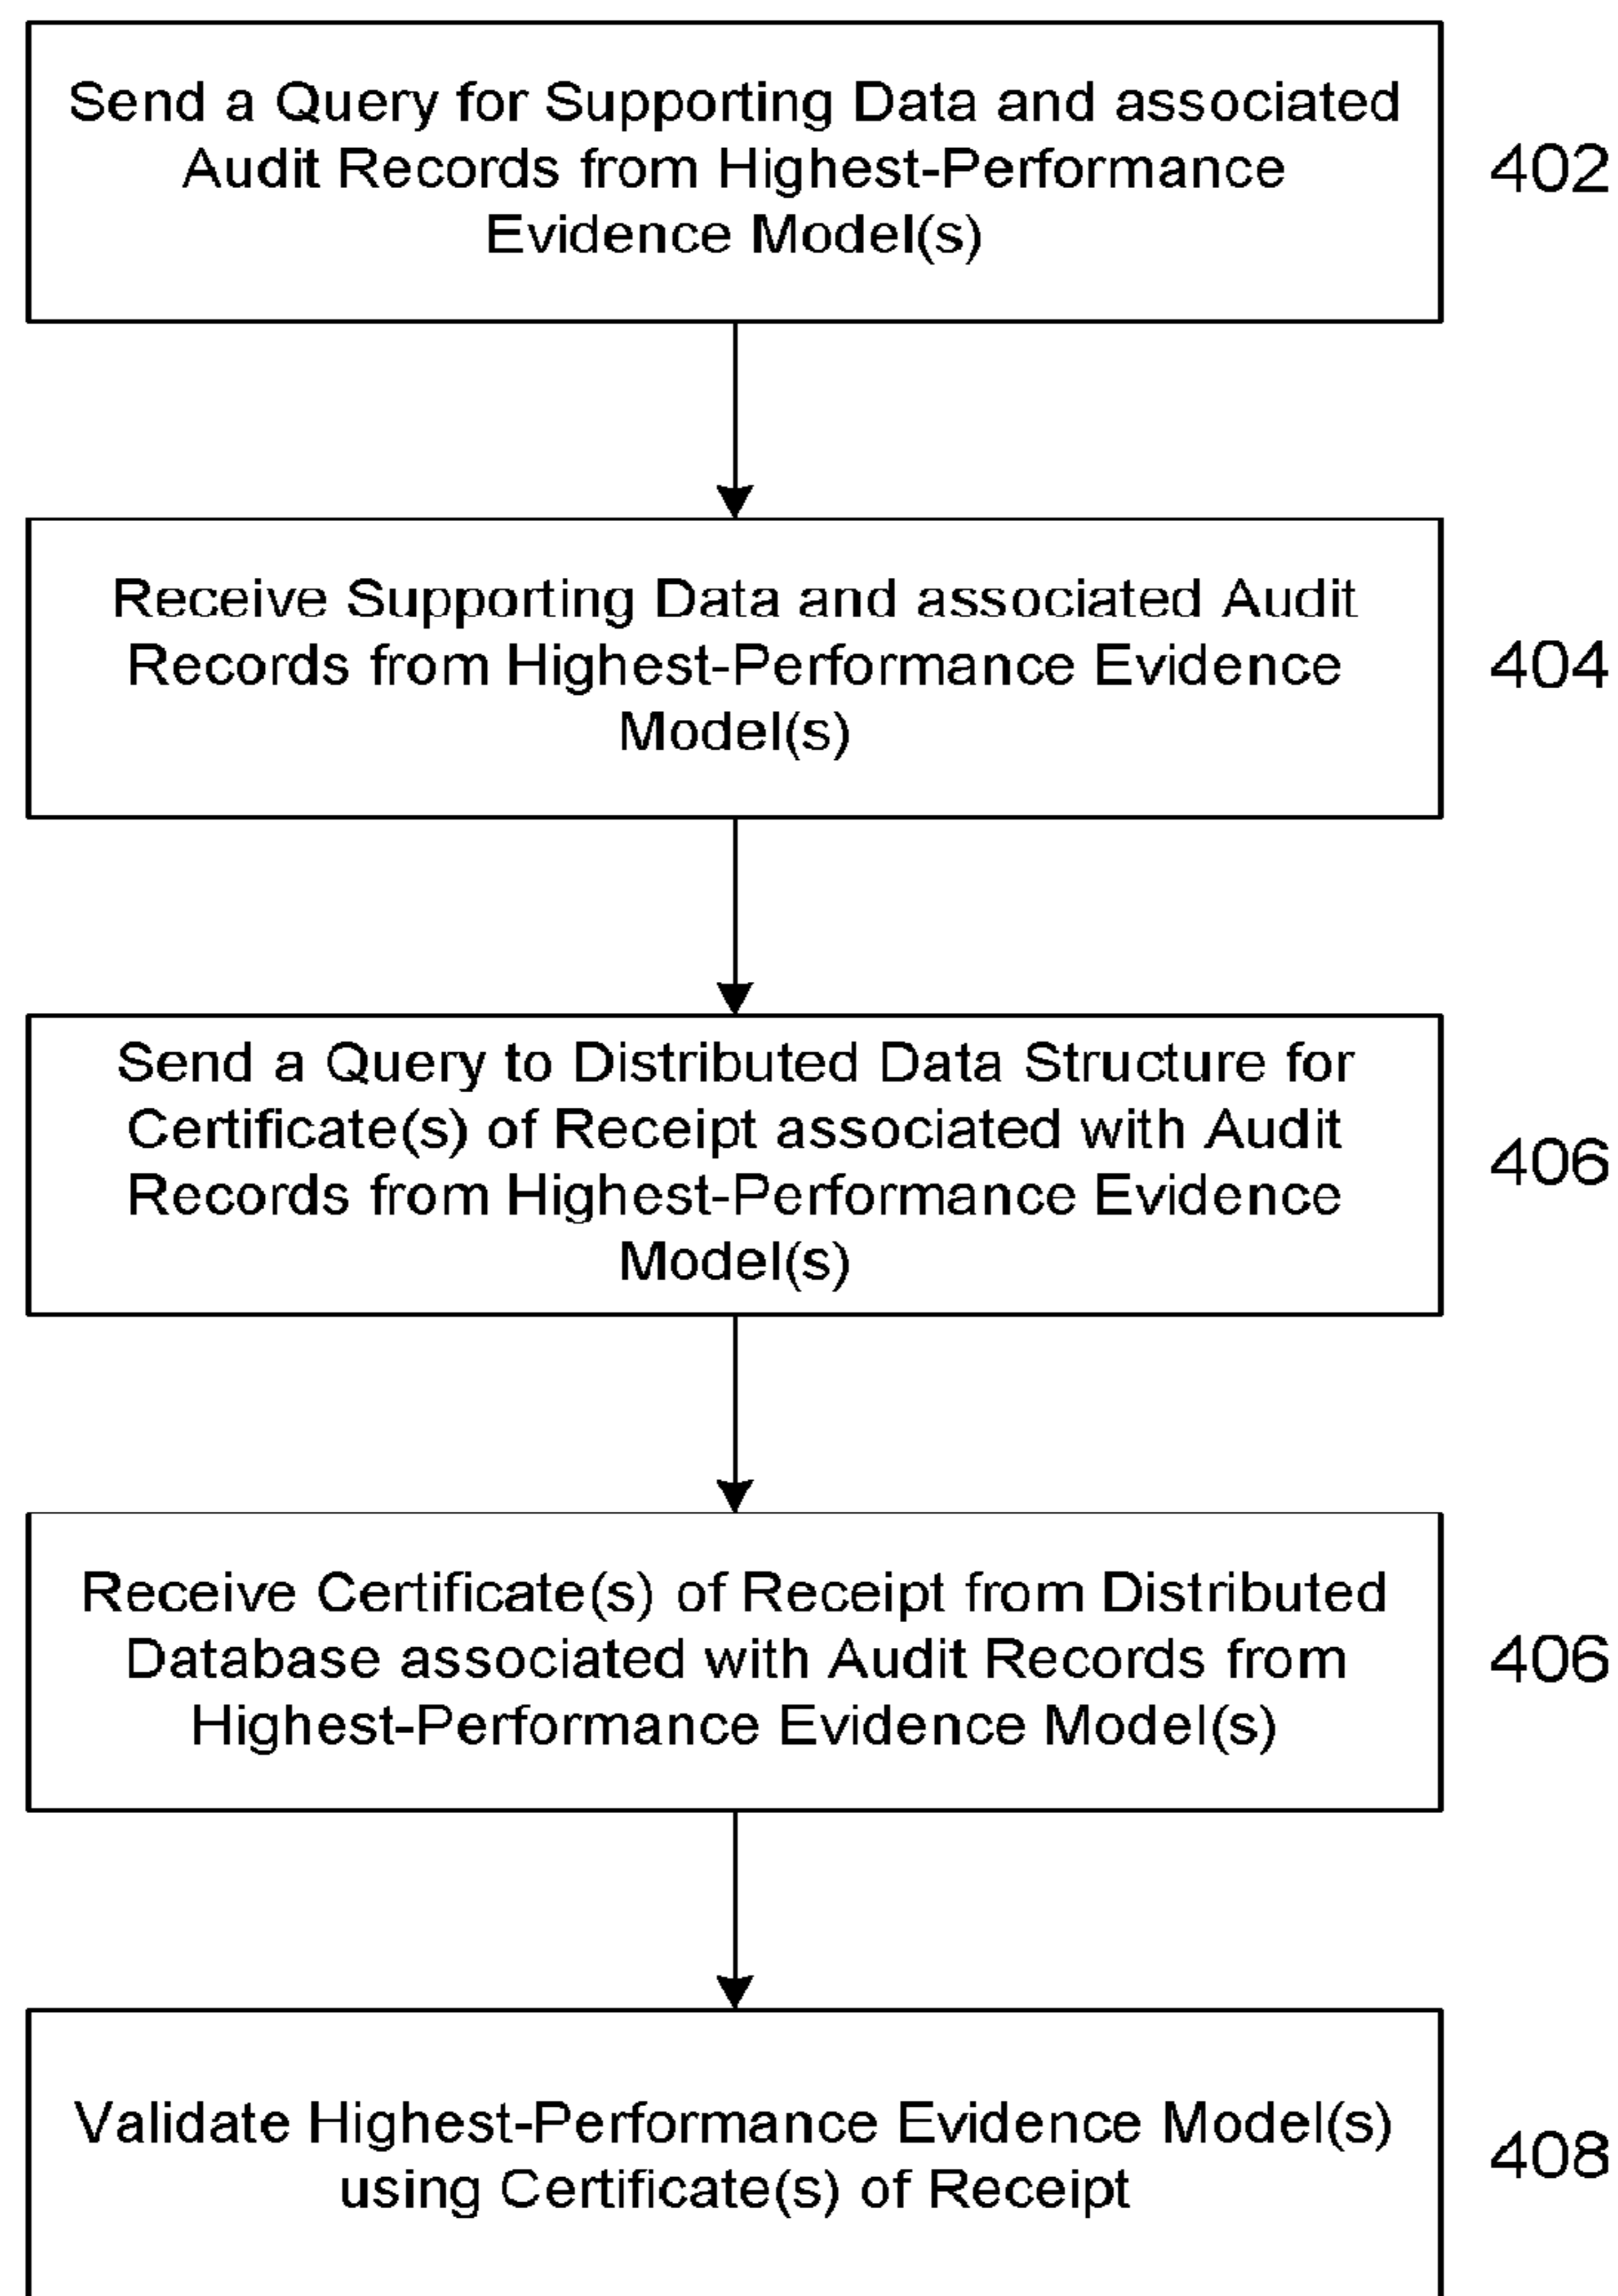 Send a Query for Supporting Data and associated
Audit Records from Highest-Performance
Evidence Model(s)
402
Receive Supporting Data and associated Audit
Records from Highest-Performance Evidence
Model(s)
404
Send a Query to Distributed Data Structure for
Certificate(s) of Receipt associated with Audit
Records from Highest-Performance Evidence
Model(s)
406
Receive Certificate(s) of Receipt from Distributed
Database associated with Audit Records from
Highest-Performance Evidence Model(s)
406
Validate Highest-Performance Evidence Model(s)
using Certificate(s) of Receipt
408